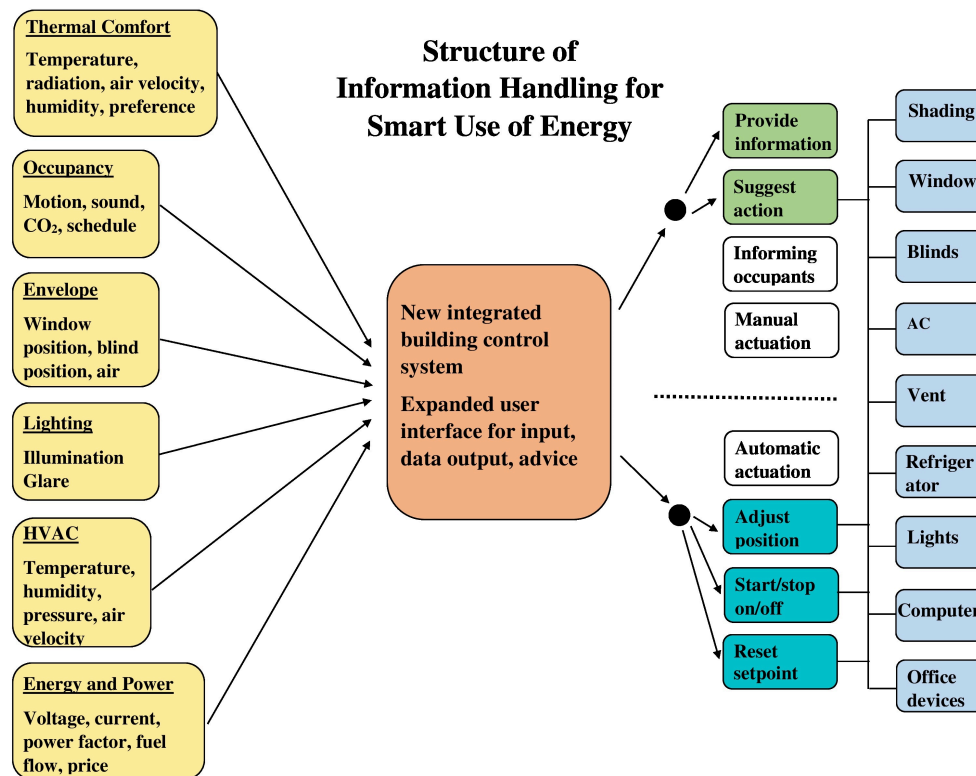 Structure of
Information Handling for
Smart Use of Energy
Thermal Comfort
Temperature,
radiation, air velocity,
humidity, preference
Occupancy
Motion, sound,
CO₂, schedule
Envelope
Window
position, blind
position, air
Lighting
Illumination
Glare
HVAC
Temperature,
humidity,
pressure, air
velocity
Energy and Power
Voltage, current,
power factor, fuel
flow, price
New integrated
building control
system
Expanded user
interface for input,
data output, advice
Provide
information
Suggest
action
Informing
occupants
Manual
actuation
Automatic
actuation
Adjust
position
Start/stop
on/off
Reset
setpoint
Shading
Window
Blinds
AC
Vent
Refriger
ator
Lights
Computer
Office
devices